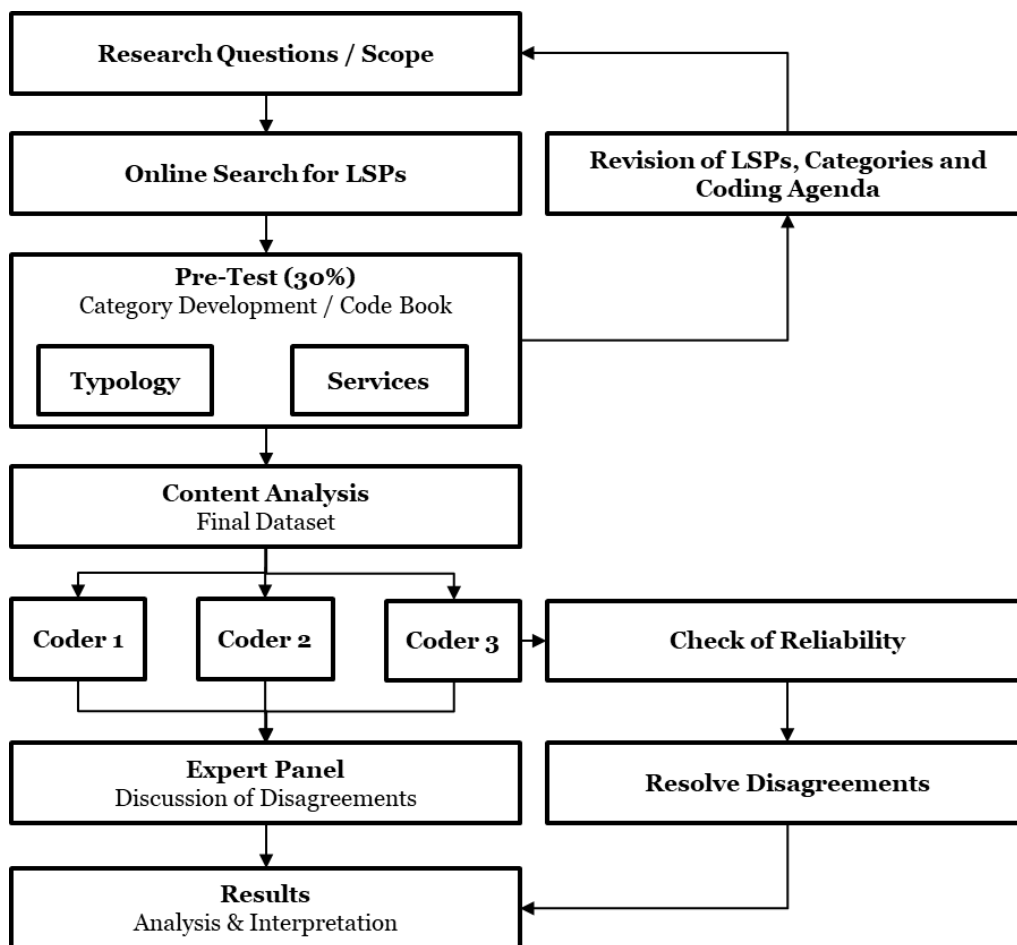 Research Questions / Scope
Online Search for LSPs
Revision of LSPs, Categories and
Coding Agenda
Pre-Test (30%)
Category Development / Code Book
Typology
Services
Content Analysis
Final Dataset
Coder 1
Coder 2
Coder 3
Check of Reliability
Expert Panel
Discussion of Disagreements
Resolve Disagreements
Results
Analysis & Interpretation